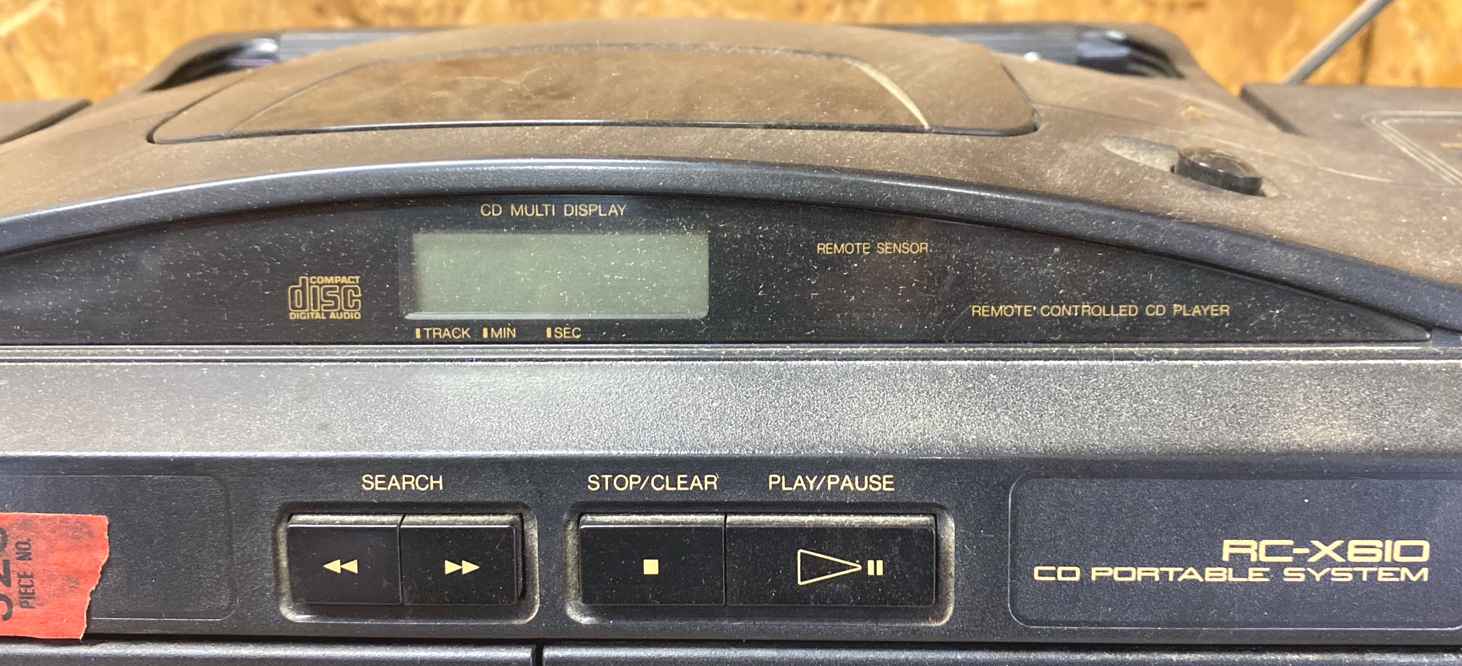 CD MULTI DISPLAY
REMOTE SENSOR
COMPACT
disc
DIGITAL AUDIO
REMOTE CONTROLLED CD PLAYER
TRACK MIN SEC
SEARCH STOP/CLEAR PLAY/PAUSE
PIECE NO.
RC-X610
CD PORTABLE SYSTEM